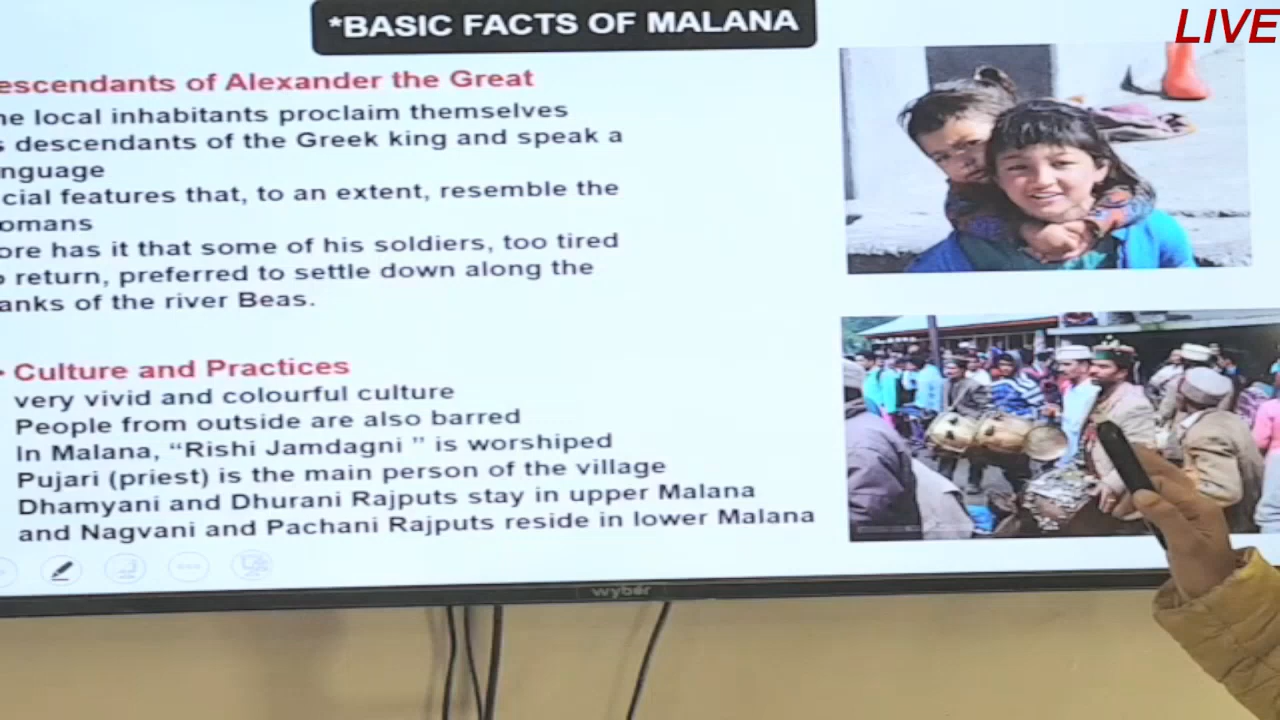 *BASIC FACTS OF MALANA
LIVE
escendants of Alexander the Great
he local inhabitants proclaim themselves
s descendants of the Greek king and speak a
nguage
cial features that, to an extent, resemble the
omans
ore has it that some of his soldiers, too tired
o return, preferred to settle down along the
anks of the river Beas.
Culture and Practices
very vivid and colourful culture
People from outside are also barred
In Malana, “Rishi Jamdagni ” is worshiped
Pujari (priest) is the main person of the village
Dhamyani and Dhurani Rajputs stay in upper Malana
and Nagvani and Pachani Rajputs reside in lower Malana
wyber